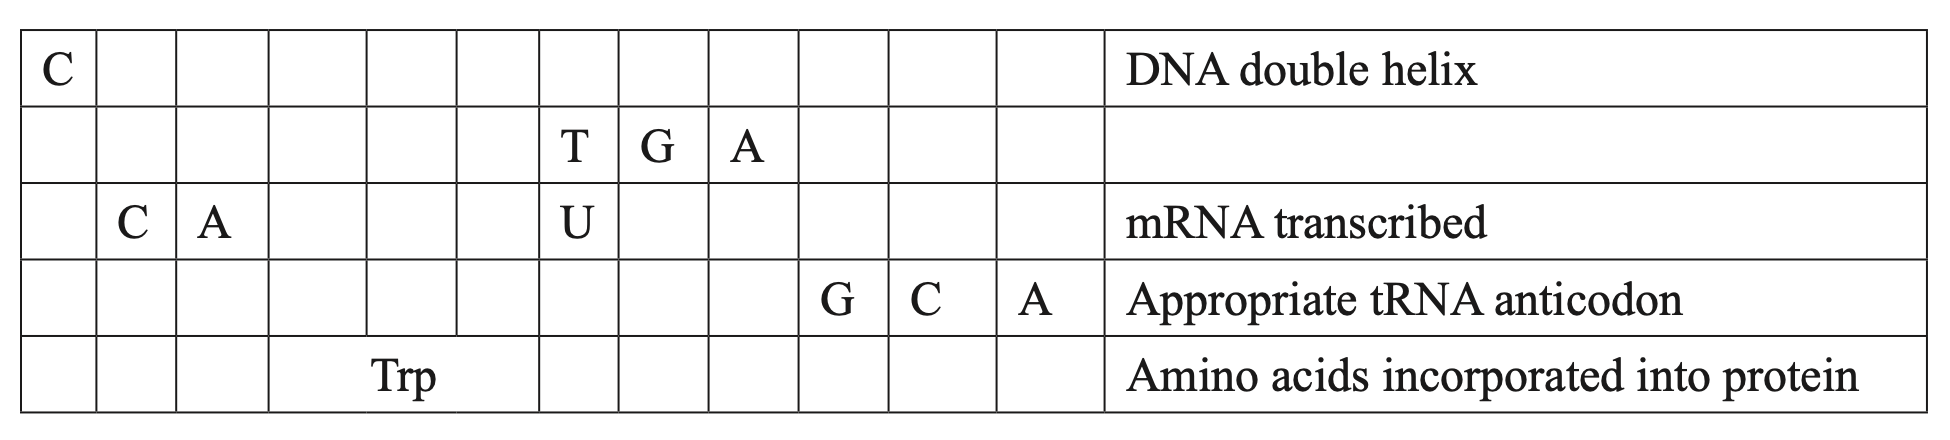 C DNA double helix
T G A
C A U mRNA transcribed
G C A Appropriate tRNA anticodon
Trp Amino acids incorporated into protein